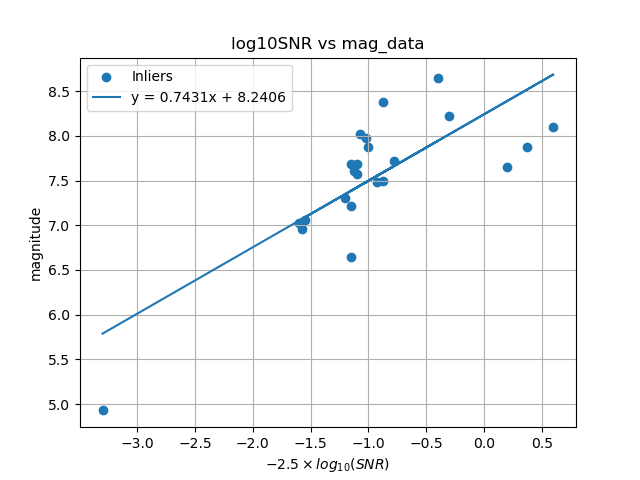 log10SNR vs mag_data
Inliers
y = 0.7431x + 8.2406
magnitude
8.5
8.0
7.5
7.0
6.5
6.0
5.5
5.0
−3.0 −2.5 −2.0 −1.5 −1.0 −0.5 0.0 0.5
−2.5 × log₁₀(SNR)